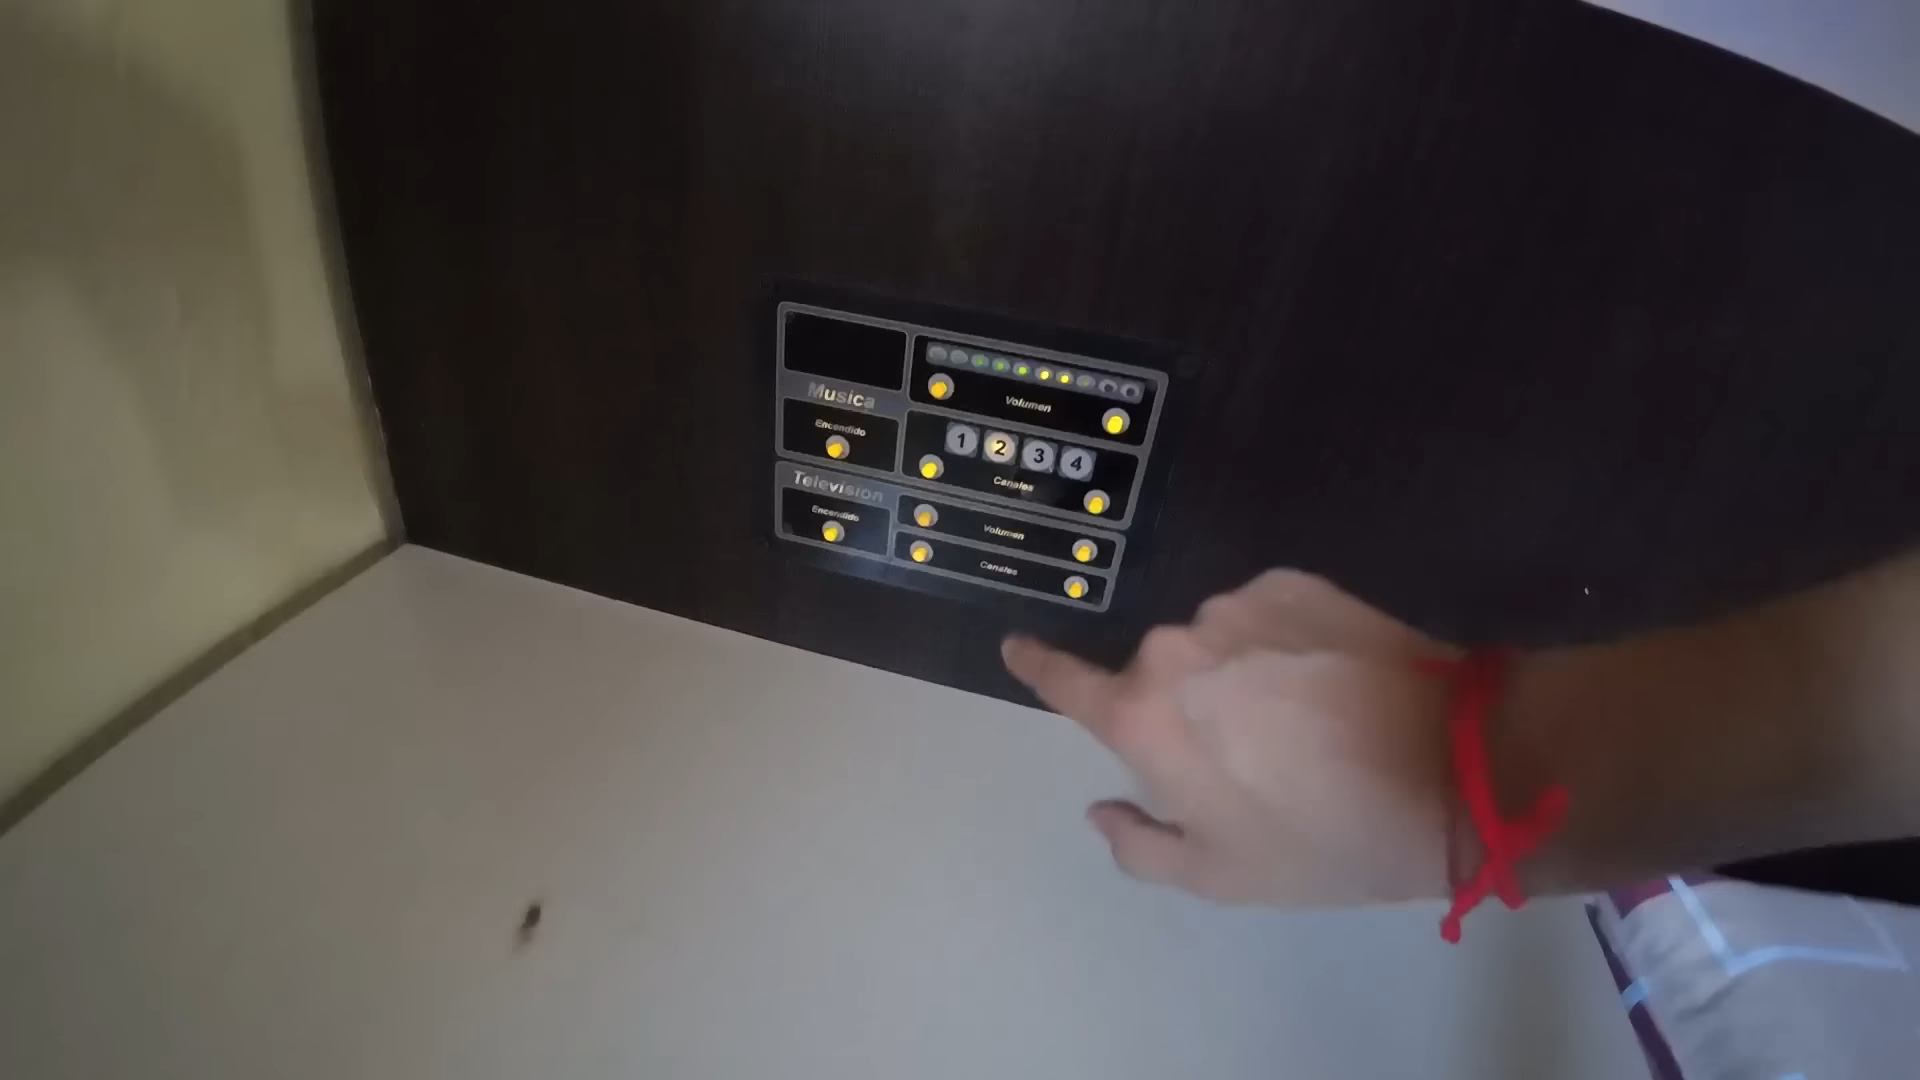 Volumen
Musica
Encendido
1 2 3 4
Canales
Television
Encendido
Volumen
Canales